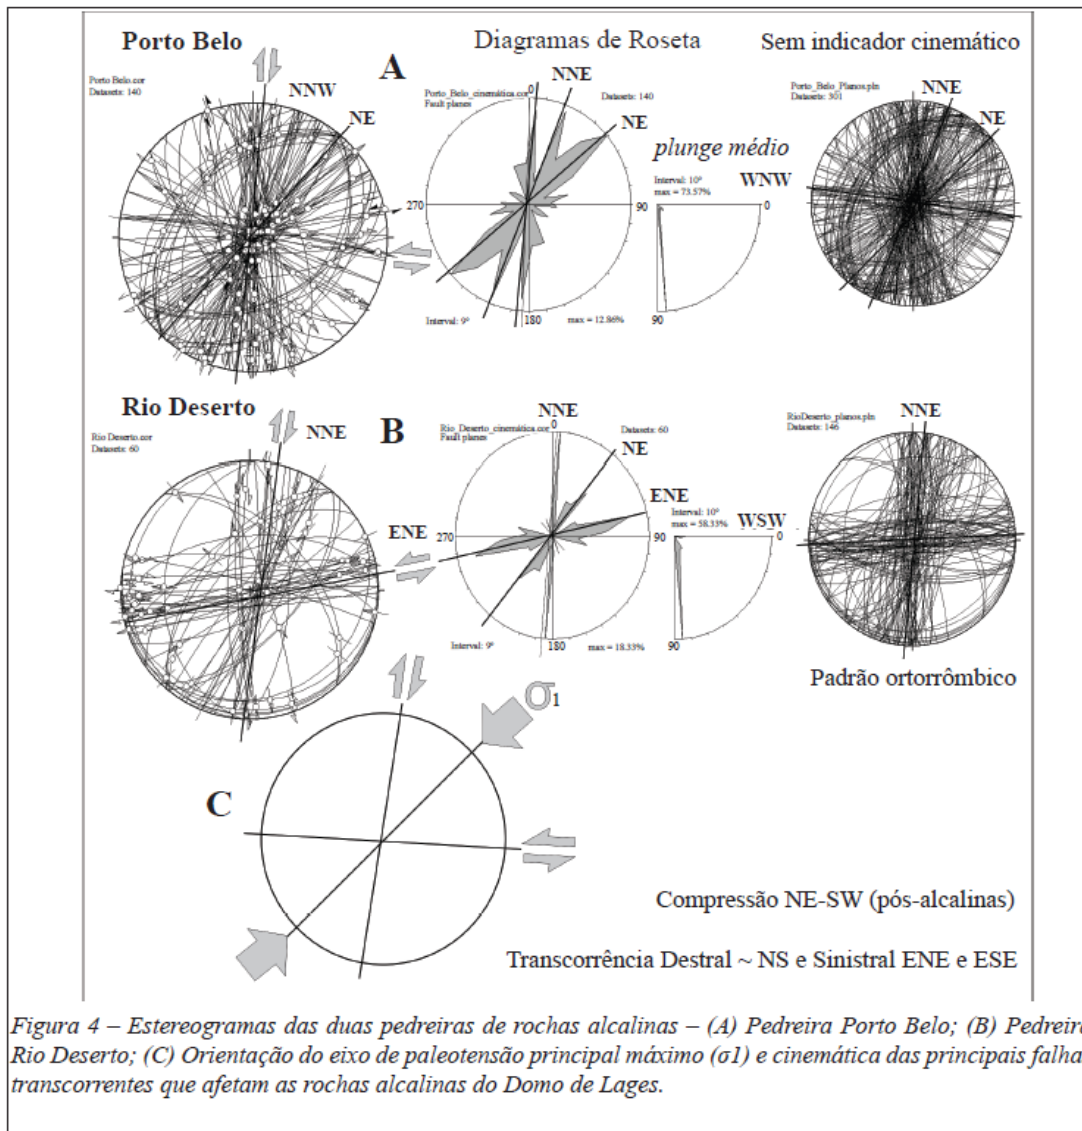 Porto Belo
Diagramas de Roseta
Sem indicador cinemático
Porto Belo.cor
Datasets: 140
NNW
NE
A
Porto_Belo_cinemática.cor
Fault planes
0
Datasets: 140
NNE
NE
270
90
180
Interval: 9°
max = 12.86%
plunge médio
Interval: 10°
max = 73.57%
0
90
WNW
Porto_Belo_Planos.pln
Datasets: 301
NNE
NE
Rio Deserto
Rio Deserto.cor
Datasets: 60
NNE
ENE
B
NNE
Rio_Deserto_cinemática.cor
Fault planes
0
Datasets: 60
NE
ENE
270
90
180
Interval: 9°
max = 18.33%
Interval: 10°
max = 58.33%
0
90
WSW
RioDeserto_planos.pln
Datasets: 146
NNE
Padrão ortorrômbico
C
σ1
Compressão NE-SW (pós-alcalinas)
Transcorrência Destral ~ NS e Sinistral ENE e ESE
Figura 4 – Estereogramas das duas pedreiras de rochas alcalinas – (A) Pedreira Porto Belo; (B) Pedreira
Rio Deserto; (C) Orientação do eixo de paleotensão principal máximo (σ1) e cinemática das principais falha
transcorrentes que afetam as rochas alcalinas do Domo de Lages.